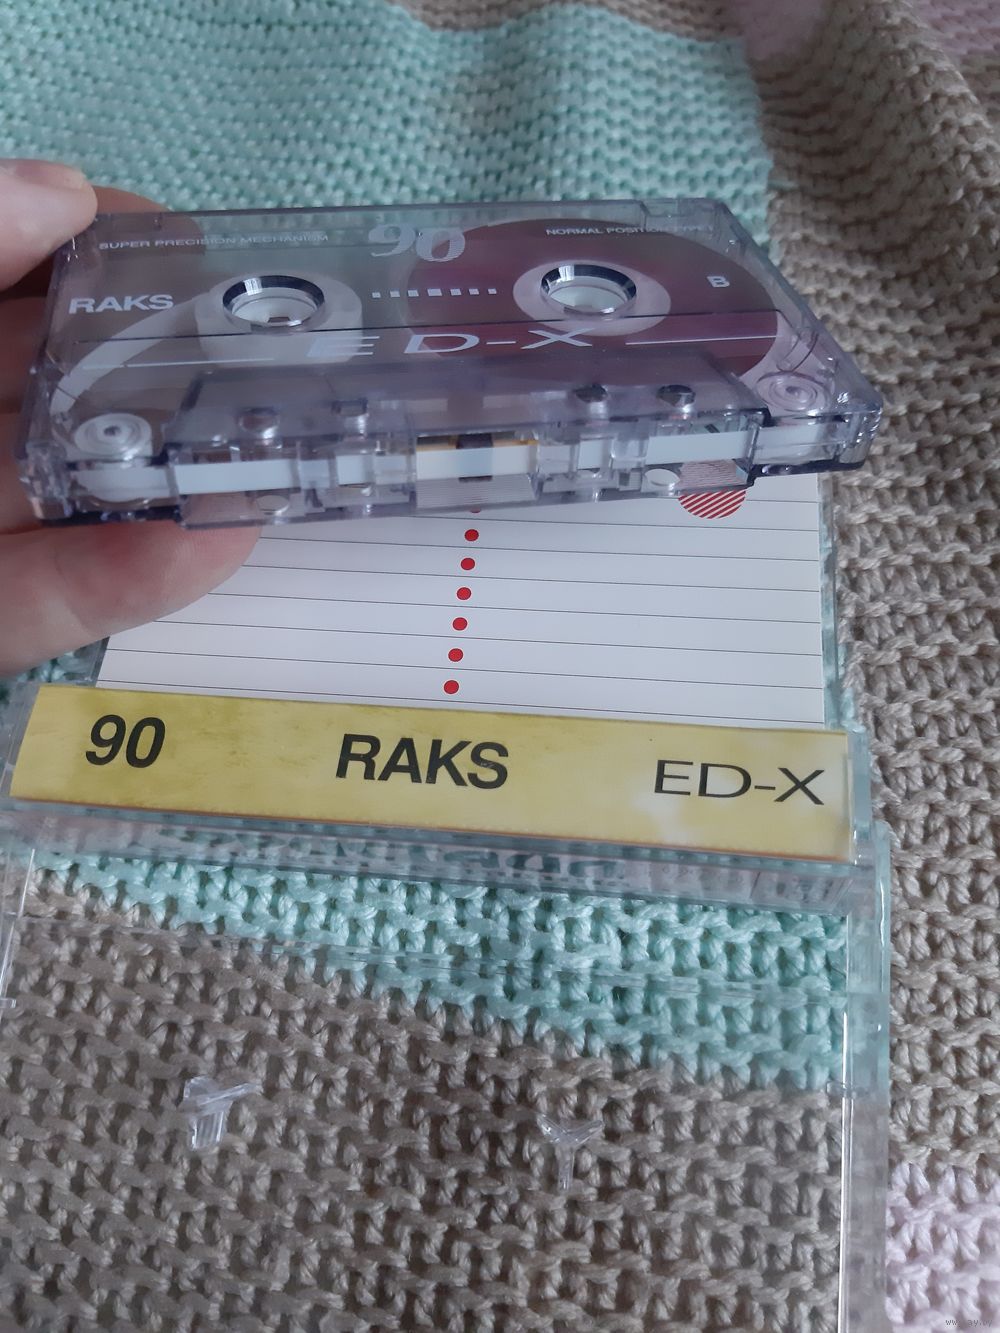 SUPER PRECISION MECHANISM 90 NORMAL POSITION TYPE I
RAKS B
ED-X
90 RAKS ED-X